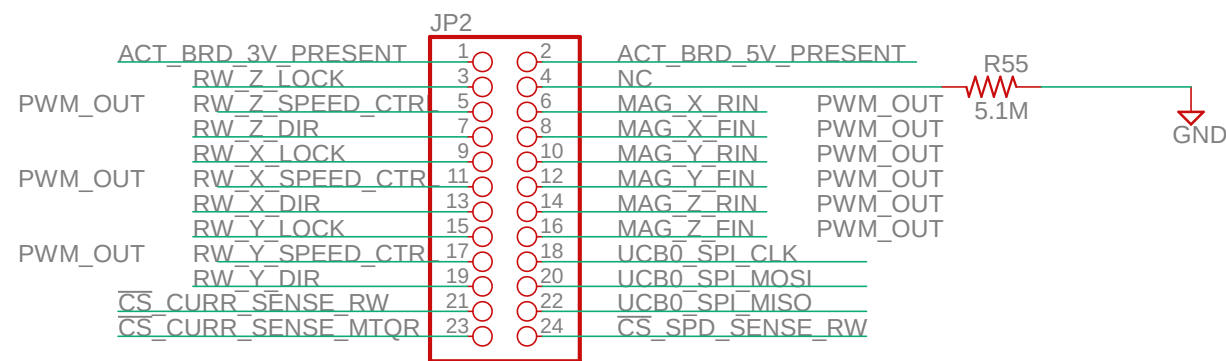 JP2
ACT_BRD_3V_PRESENT 1 2 ACT_BRD_5V_PRESENT
RW_Z_LOCK 3 4 NC R55 5.1M GND
PWM_OUT RW_Z_SPEED_CTRL 5 6 MAG_X_RIN PWM_OUT
RW_Z_DIR 7 8 MAG_X_FIN PWM_OUT
RW_X_LOCK 9 10 MAG_Y_RIN PWM_OUT
PWM_OUT RW_X_SPEED_CTRL 11 12 MAG_Y_FIN PWM_OUT
RW_X_DIR 13 14 MAG_Z_RIN PWM_OUT
RW_Y_LOCK 15 16 MAG_Z_FIN PWM_OUT
PWM_OUT RW_Y_SPEED_CTRL 17 18 UCB0_SPI_CLK
RW_Y_DIR 19 20 UCB0_SPI_MOSI
C̅S̅_CURR_SENSE_RW 21 22 UCB0_SPI_MISO
C̅S̅_CURR_SENSE_MTQR 23 24 C̅S̅_SPD_SENSE_RW